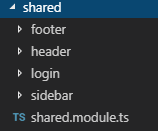 shared
footer
header
login
sidebar
TS shared.module.ts